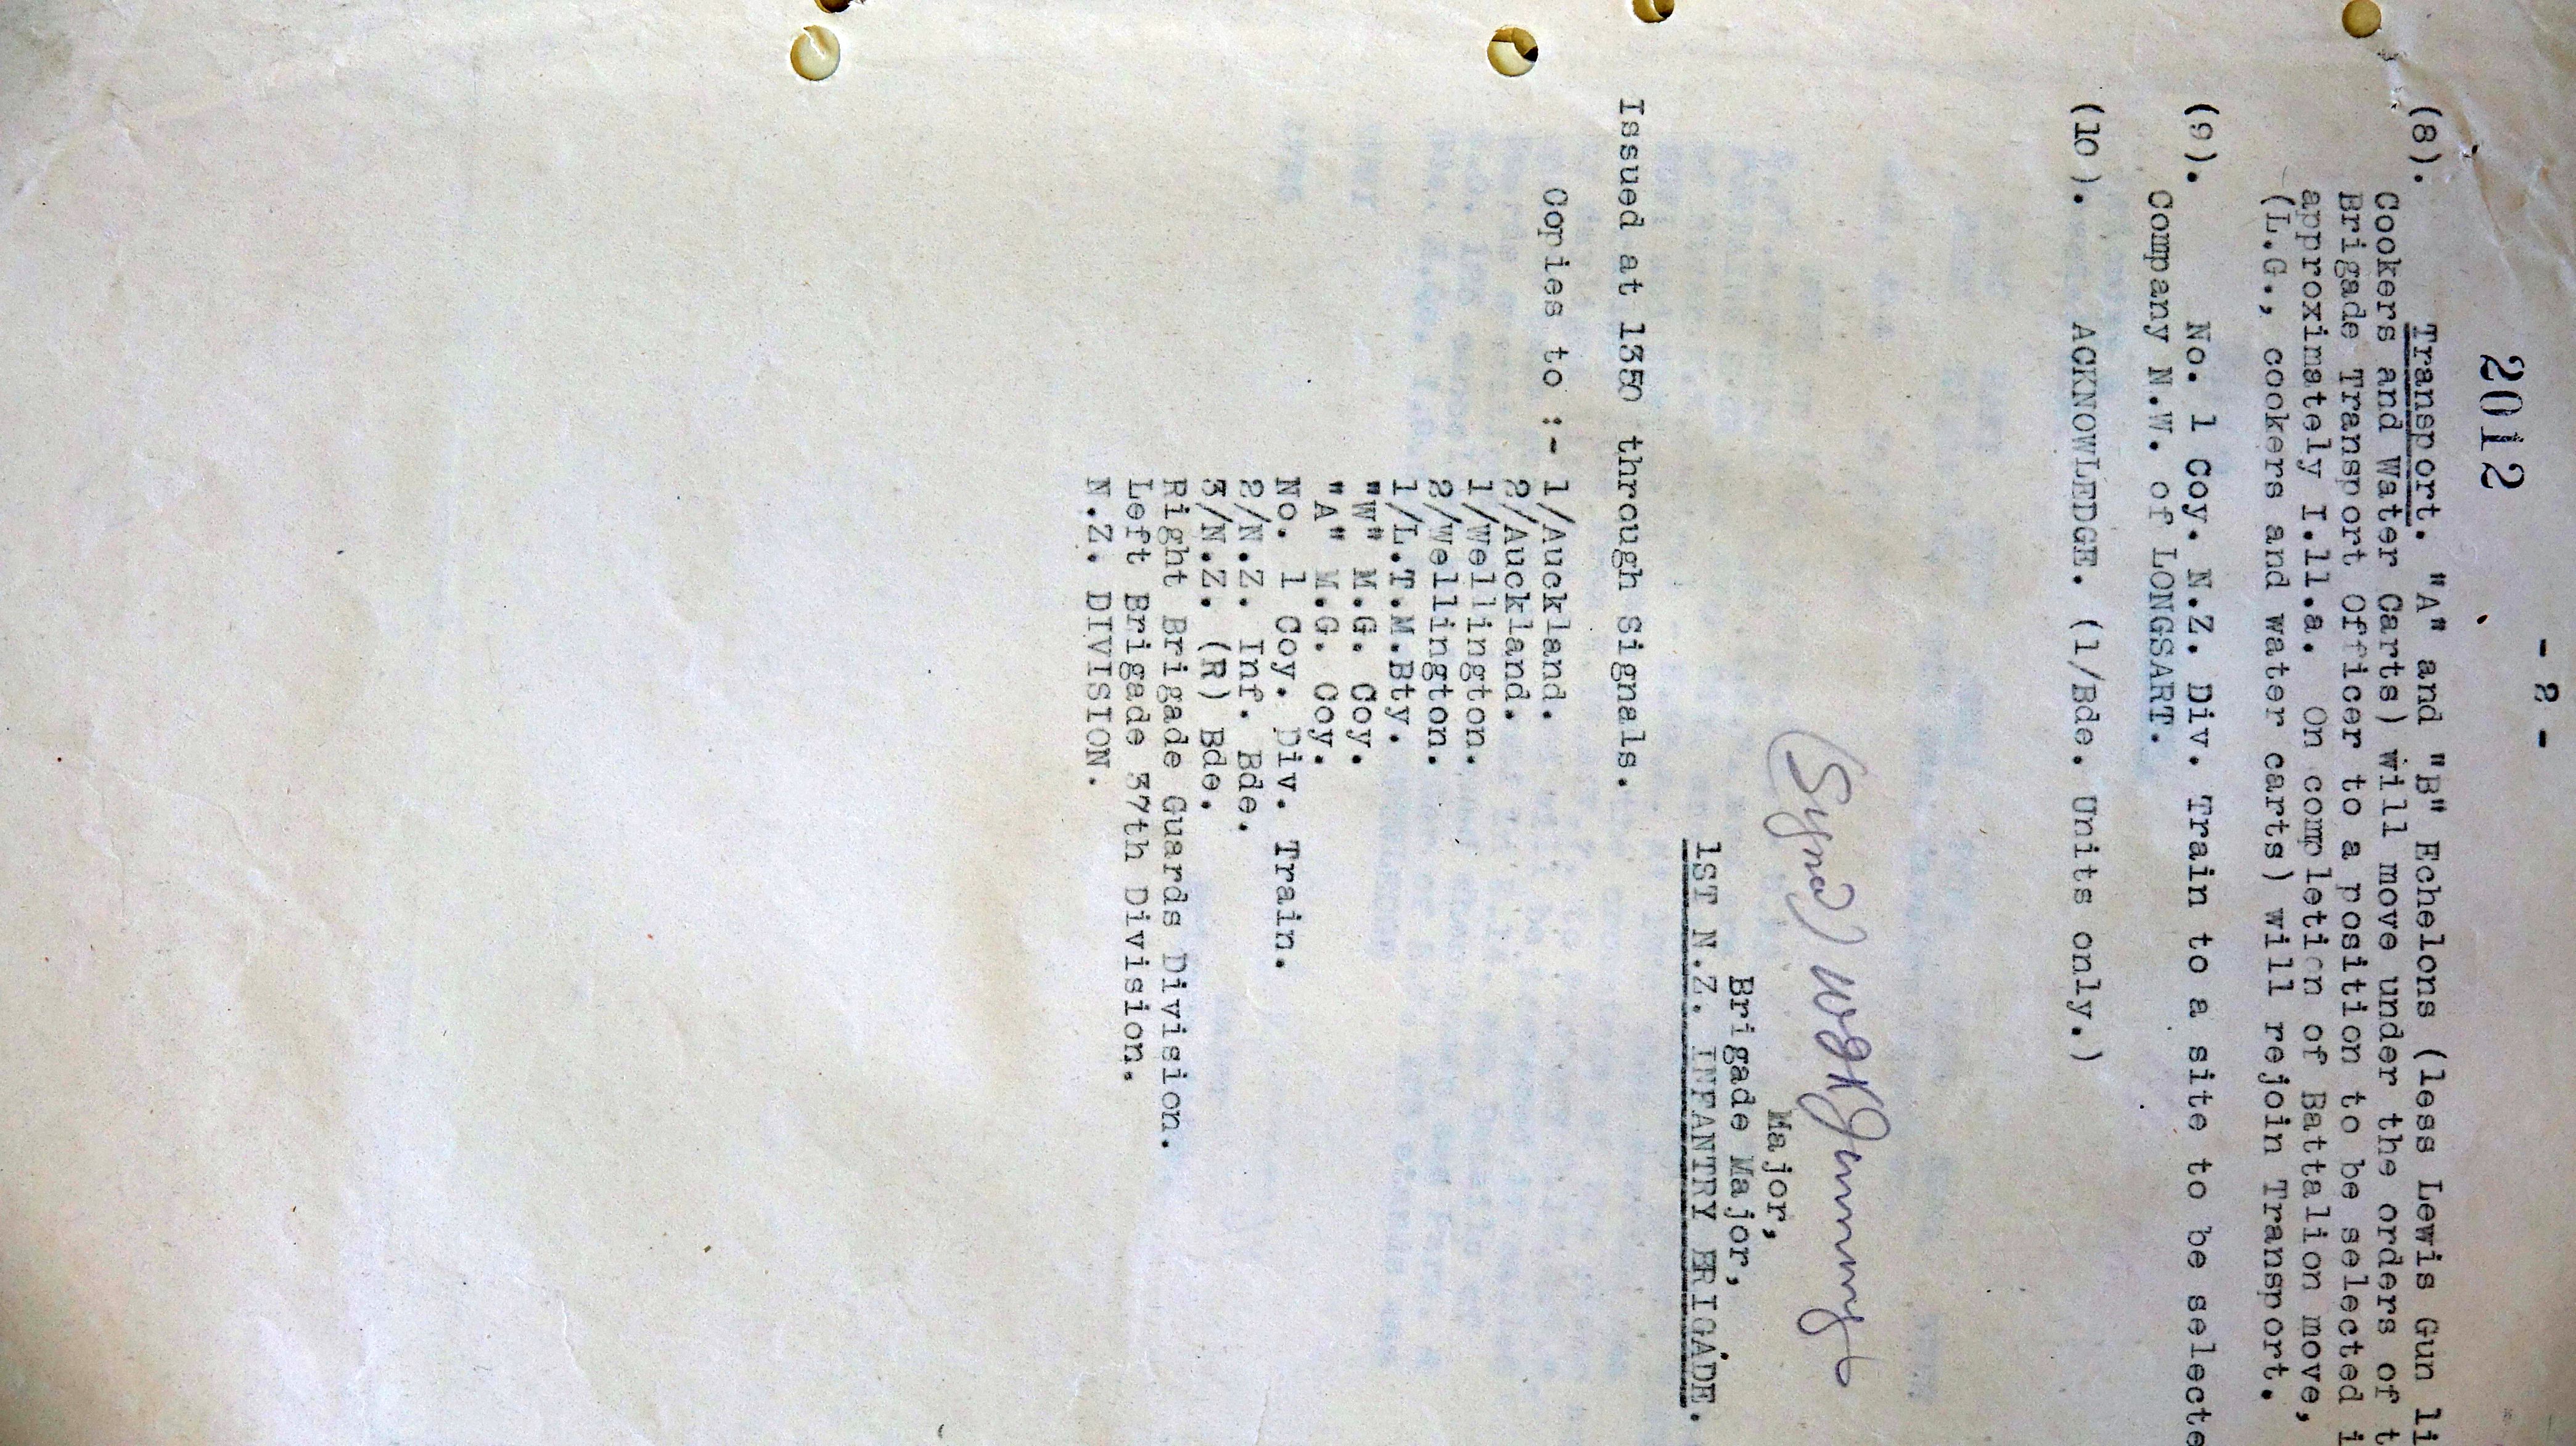 - 2 -
2012
(8). Transport. "A" and "B" Echelons (less Lewis Gun li
Cookers and Water Carts) will move under the orders of t
Brigade Transport Officer to a position to be selected i
approximately I.11.a. On completion of Battalion move,
(L.G., cookers and water carts) will rejoin Transport.
(9). No. 1 Coy. N.Z. Div. Train to a site to be selecte
Company N.W. of LONGSART.
(10). ACKNOWLEDGE. (1/Bde. Units only.)
(Signd)
Major,
Brigade Major,
1ST N.Z. INFANTRY BRIGADE.
Issued at 1350 through Signals.
Copies to :- 1/Auckland.
2/Auckland.
1/Wellington.
2/Wellington.
1/L.T.M.Bty.
"W" M.G. Coy.
"A" M.G. Coy.
No. 1 Coy. Div. Train.
2/N.Z. Inf. Bde.
3/N.Z. (R) Bde.
Right Brigade Guards Division.
Left Brigade 37th Division.
N.Z. DIVISION.